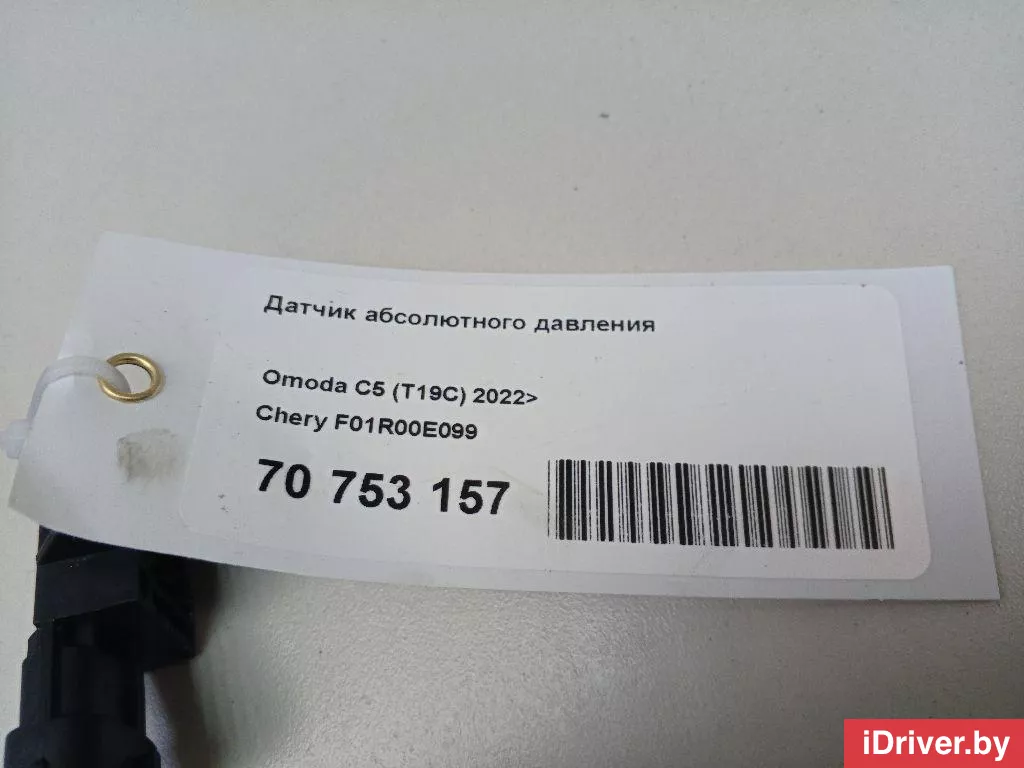 Датчик абсолютного давления
Omoda C5 (T19C) 2022>
Chery F01R00E099
70 753 157
iDriver.by